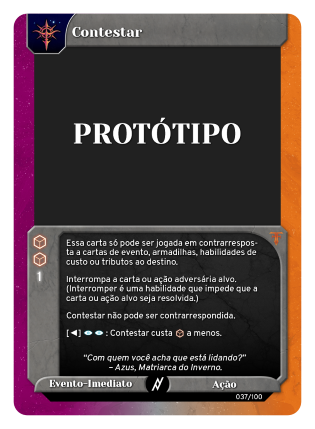 Contestar
PROTÓTIPO
Essa carta só pode ser jogada em contrarrespos-
ta a cartas de evento, armadilhas, habilidades de
custo ou tributos ao destino.
Interrompa a carta ou ação adversária alvo.
(Interromper é uma habilidade que impede que a
carta ou ação alvo seja resolvida.)
Contestar não pode ser contrarrespondida.
[◄] : Contestar custa a menos.
1
"Com quem você acha que está lidando?"
– Azus, Matriarca do Inverno.
Evento-Imediato
Ação
037/100